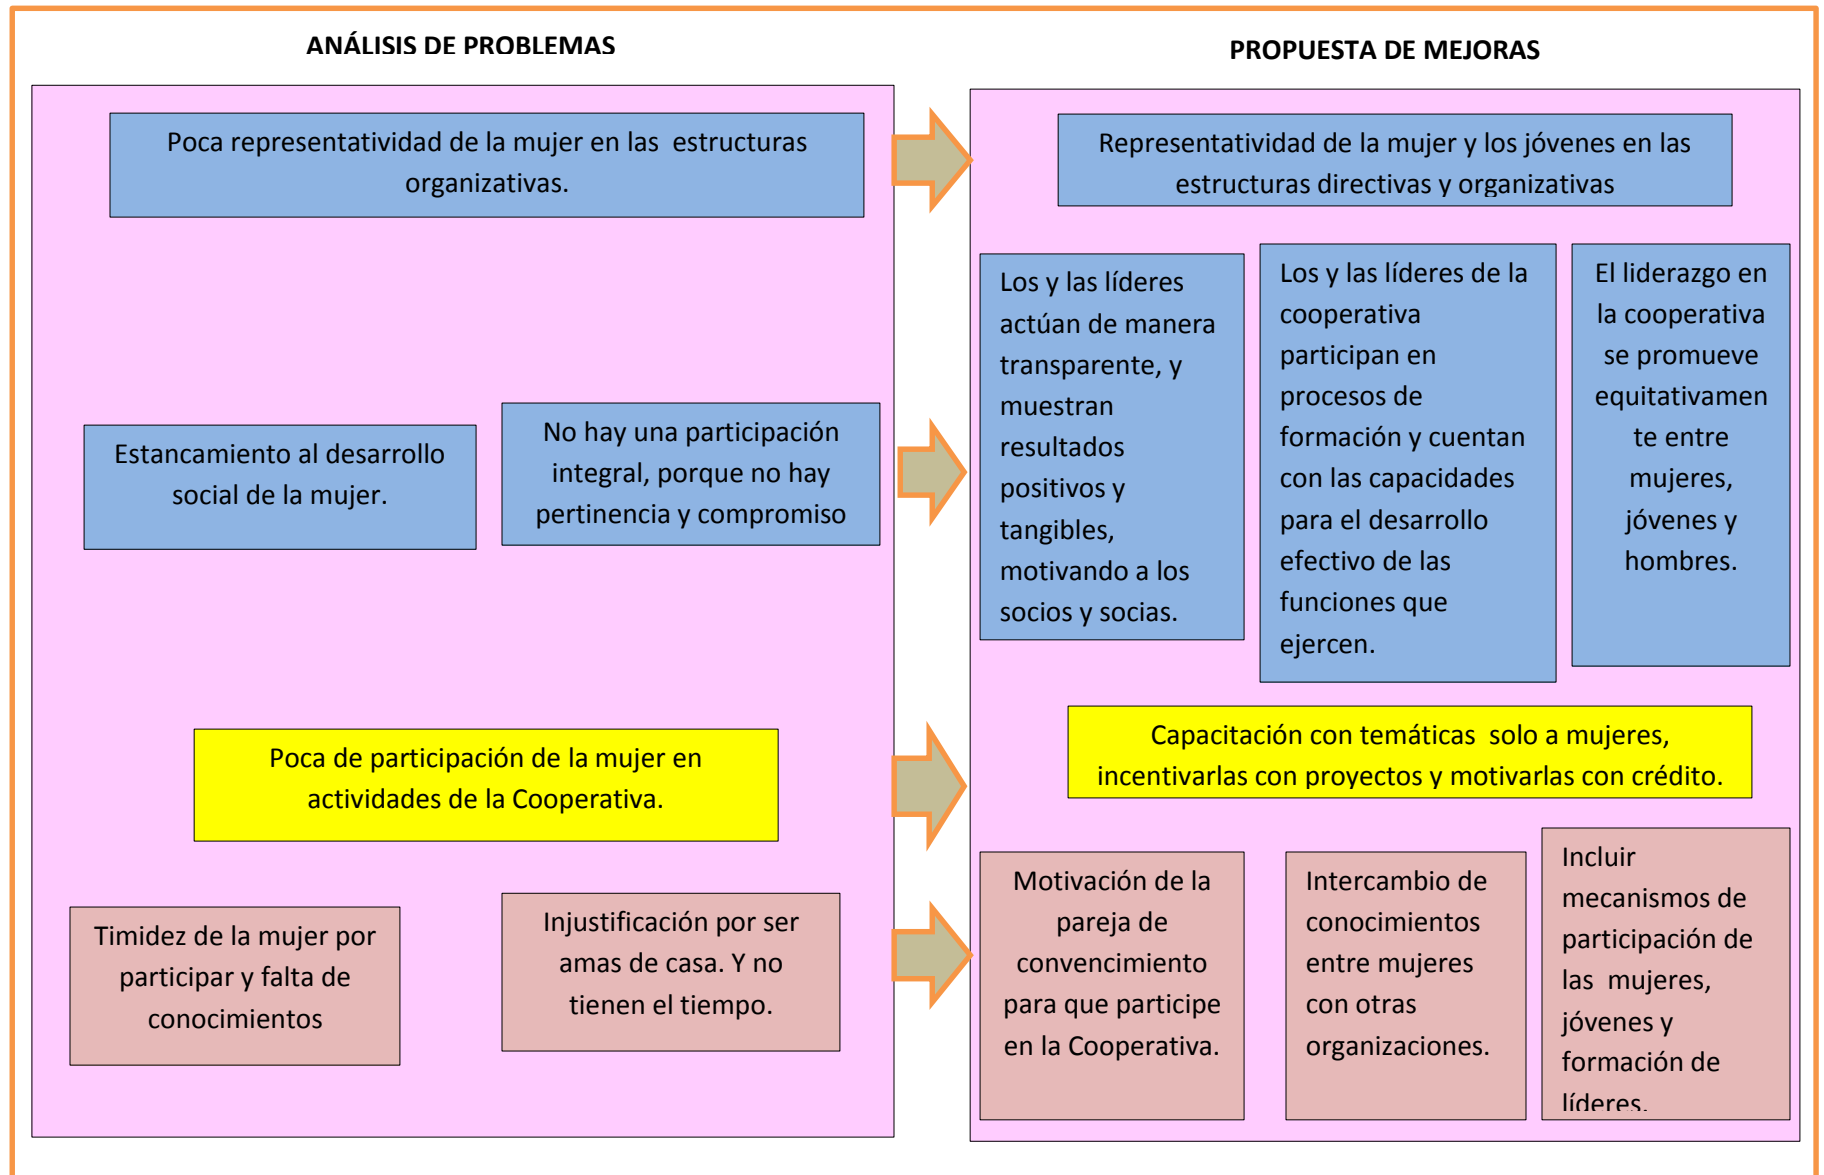 ANÁLISIS DE PROBLEMAS
Poca representatividad de la mujer en las estructuras
organizativas.
Estancamiento al desarrollo
social de la mujer.
No hay una participación
integral, porque no hay
pertinencia y compromiso
Poca de participación de la mujer en
actividades de la Cooperativa.
Timidez de la mujer por
participar y falta de
conocimientos
Injustificación por ser
amas de casa. Y no
tienen el tiempo.
PROPUESTA DE MEJORAS
Representatividad de la mujer y los jóvenes en las
estructuras directivas y organizativas
Los y las líderes
actúan de manera
transparente, y
muestran
resultados
positivos y
tangibles,
motivando a los
socios y socias.
Los y las líderes de la
cooperativa
participan en
procesos de
formación y cuentan
con las capacidades
para el desarrollo
efectivo de las
funciones que
ejercen.
El liderazgo en
la cooperativa
se promueve
equitativamen
te entre
mujeres,
jóvenes y
hombres.
Capacitación con temáticas solo a mujeres,
incentivarlas con proyectos y motivarlas con crédito.
Motivación de la
pareja de
convencimiento
para que participe
en la Cooperativa.
Intercambio de
conocimientos
entre mujeres
con otras
organizaciones.
Incluir
mecanismos de
participación de
las mujeres,
jóvenes y
formación de
líderes.